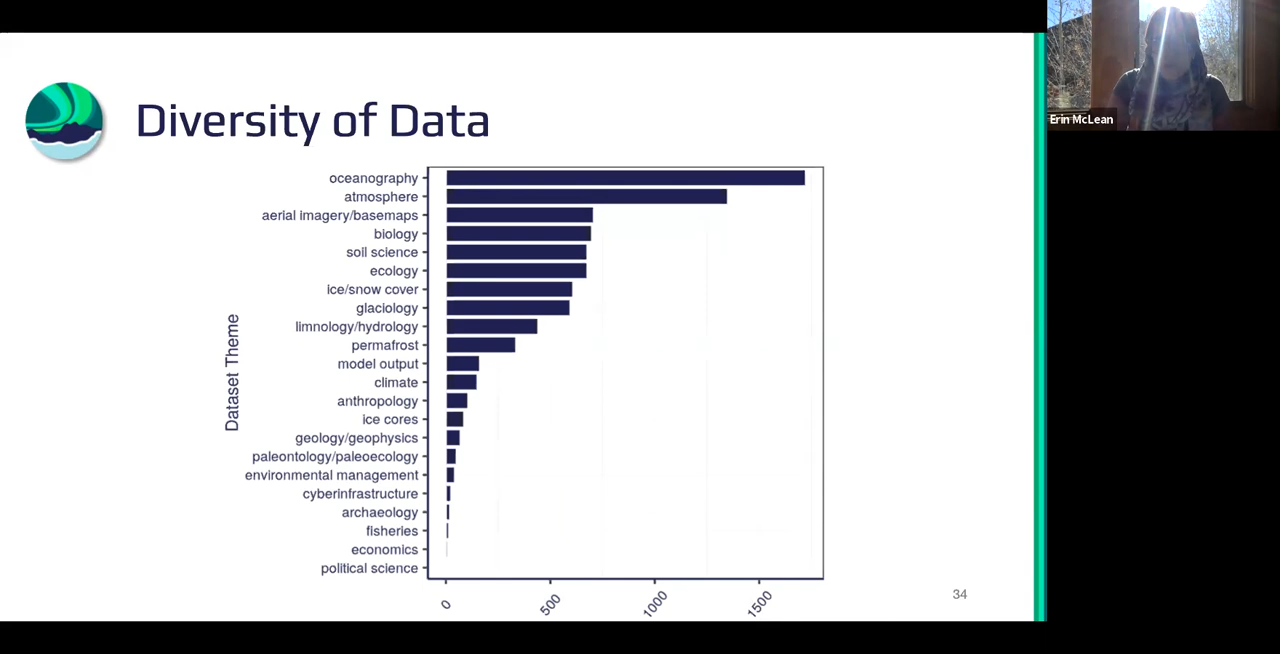 Diversity of Data
Dataset Theme
oceanography
atmosphere
aerial imagery/basemaps
biology
soil science
ecology
ice/snow cover
glaciology
limnology/hydrology
permafrost
model output
climate
anthropology
ice cores
geology/geophysics
paleontology/paleoecology
environmental management
cyberinfrastructure
archaeology
fisheries
economics
political science
0 500 1000 1500
34
Erin McLean